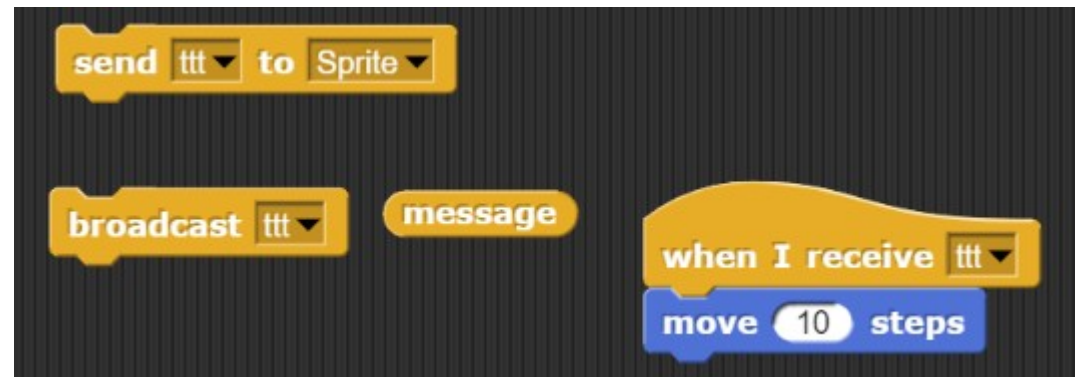 send ttt to Sprite
broadcast ttt
message
when I receive ttt
move 10 steps